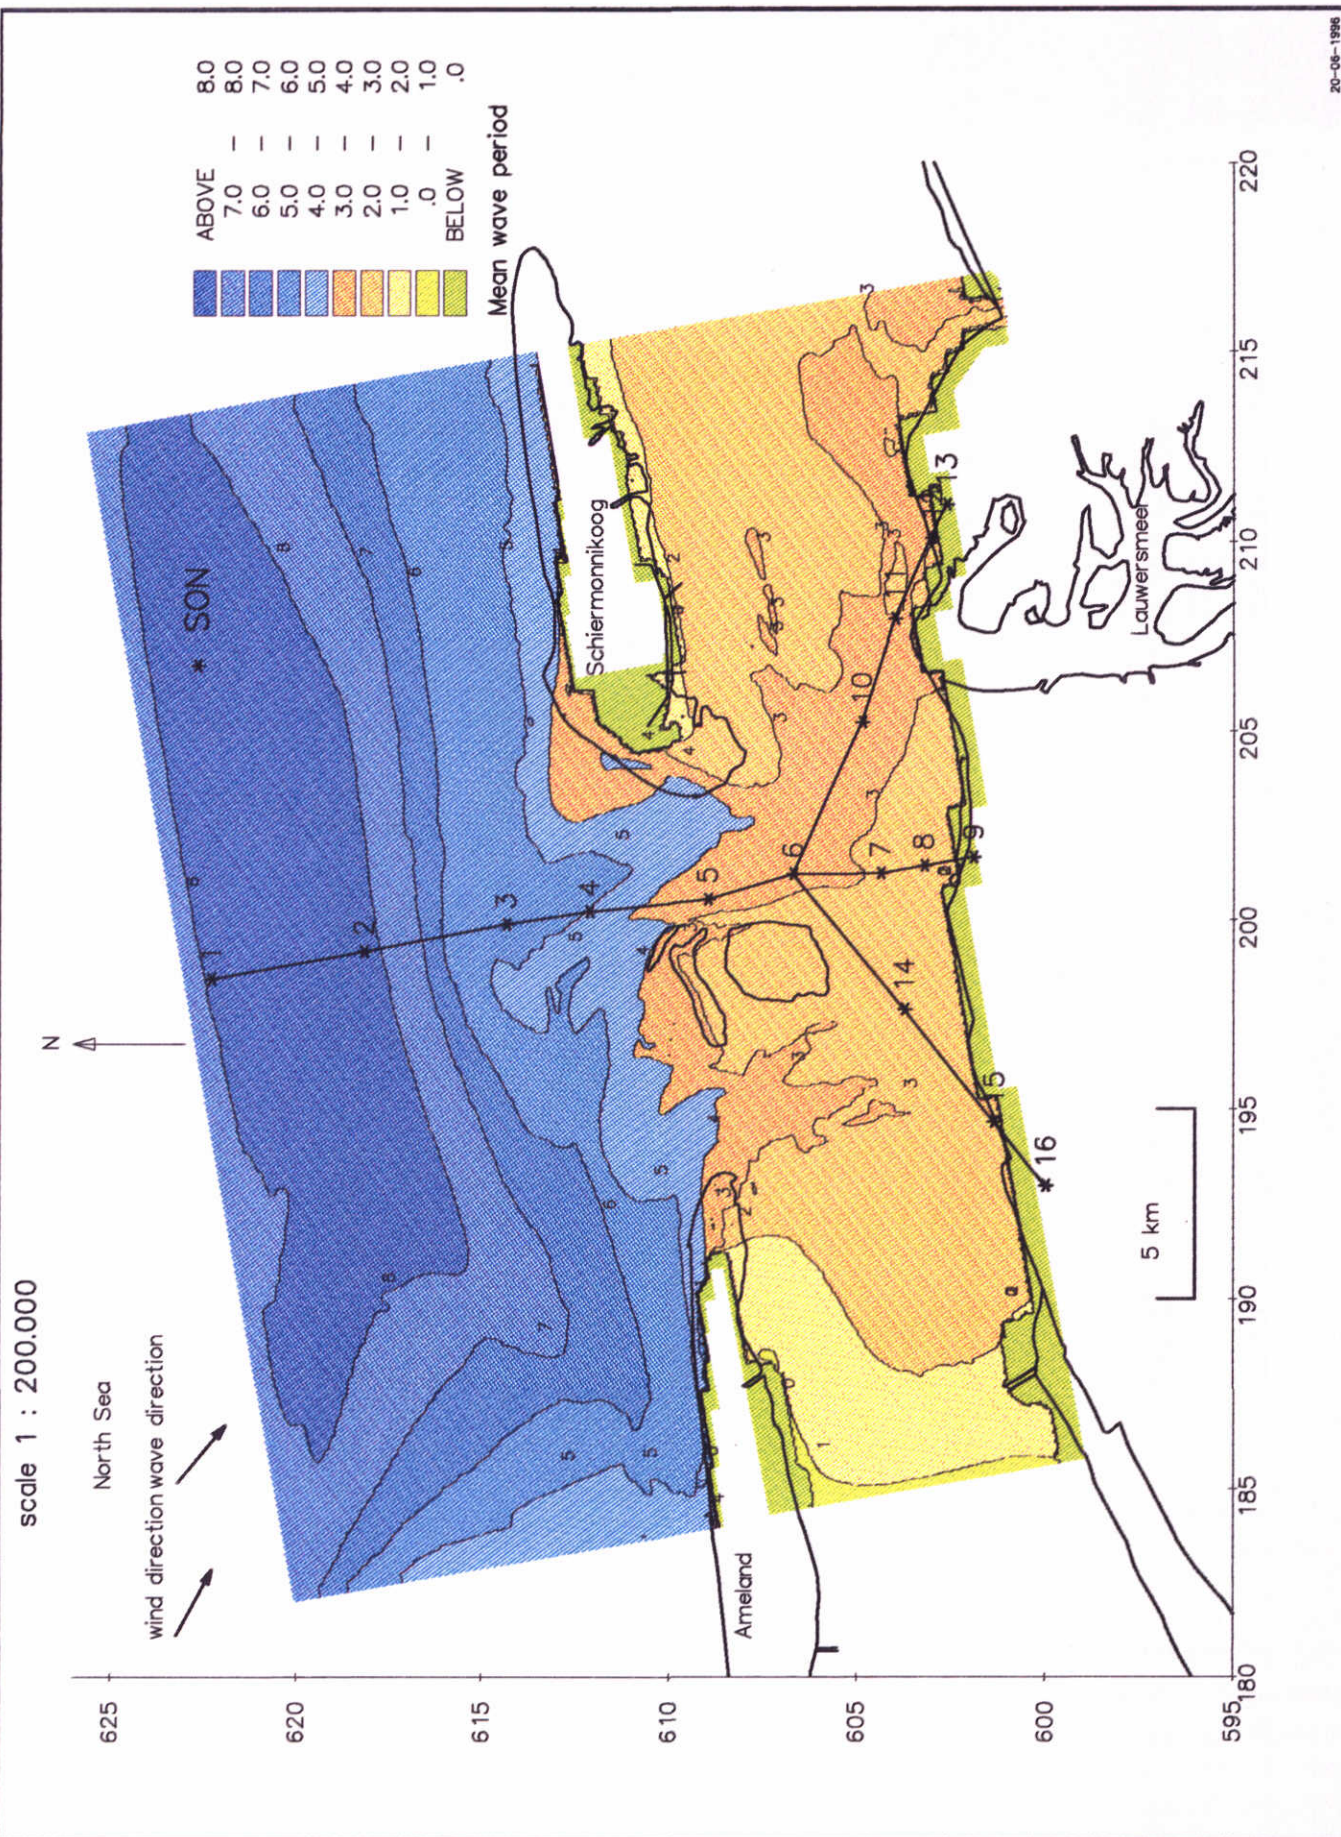 scale 1 : 200.000
North Sea
wind direction wave direction
N
ABOVE 8.0
7.0 – 8.0
6.0 – 7.0
5.0 – 6.0
4.0 – 5.0
3.0 – 4.0
2.0 – 3.0
1.0 – 2.0
.0 – 1.0
BELOW .0
Mean wave period
SON
1
2
3
4
5
6
7
8
9
10
11
12
13
14
15
16
Schiermonnikoog
Ameland
Lauwersmeer
5 km
625
620
615
610
605
600
595
180
185
190
195
200
205
210
215
220
20-06-1996